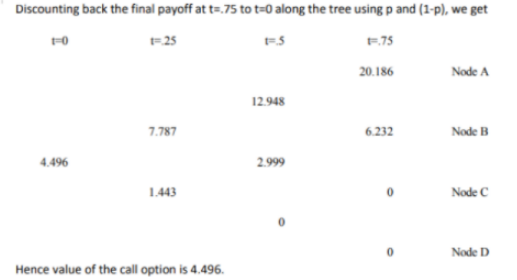 Discounting back the final payoff at t=.75 to t=0 along the tree using p and (1-p), we get
t=0 t=.25 t=.5 t=.75
20.186 Node A
12.948
7.787 6.232 Node B
4.496 2.999
1.443 0 Node C
0
0 Node D
Hence value of the call option is 4.496.